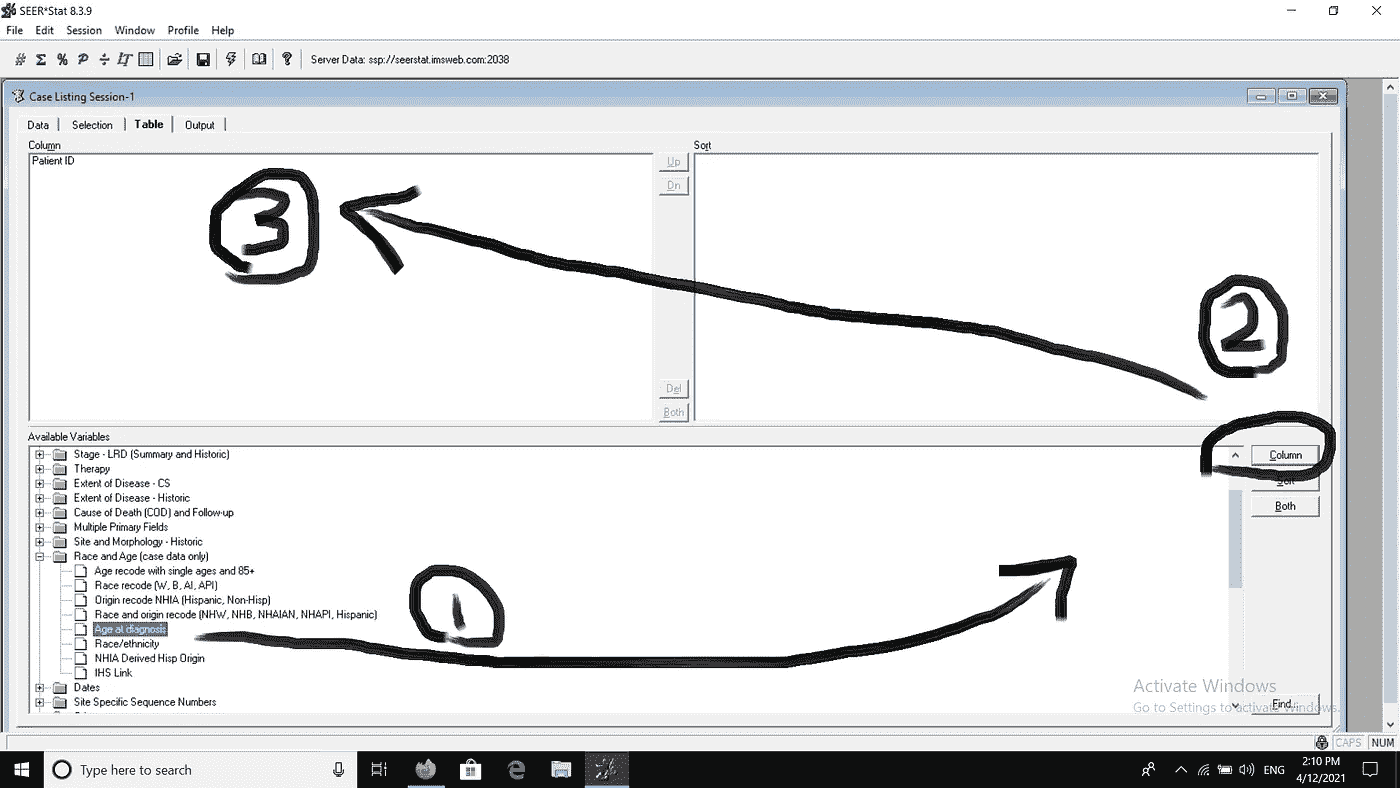 SEER*Stat 8.3.9
File Edit Session Window Profile Help
Server Data: ssp://seerstat.imsweb.com:2038
Case Listing Session-1
Data Selection Table Output
Column
Sort
Patient ID
Up
Dn
3
2
Del
Both
Available Variables
Stage - LRD (Summary and Historic)
Column
Therapy
Extent of Disease - CS
Sort
Extent of Disease - Historic
Both
Cause of Death (COD) and Follow-up
Multiple Primary Fields
Site and Morphology - Historic
Race and Age (case data only)
Age recode with single ages and 85+
Race recode (W, B, AI, API)
Origin recode NHIA (Hispanic, Non-Hisp)
1
Race and origin recode (NHW, NHB, NHAIAN, NHAPI, Hispanic)
Age at diagnosis
Race/ethnicity
NHIA Derived Hisp Origin
IHS Link
Dates
Activate Windows
Site Specific Sequence Numbers
Go to Settings to activate Windows.
Find...
CAPS NUM
Type here to search
ENG
2:10 PM
4/12/2021